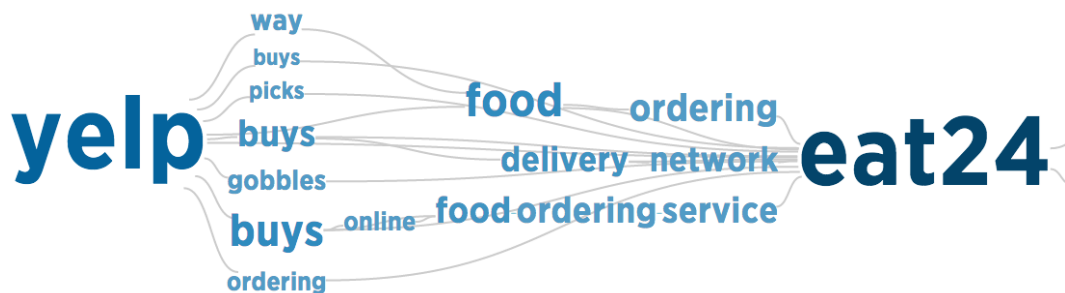 way
buys
picks
food
ordering
yelp
buys
eat24
delivery network
gobbles
buys
online
food ordering service
ordering